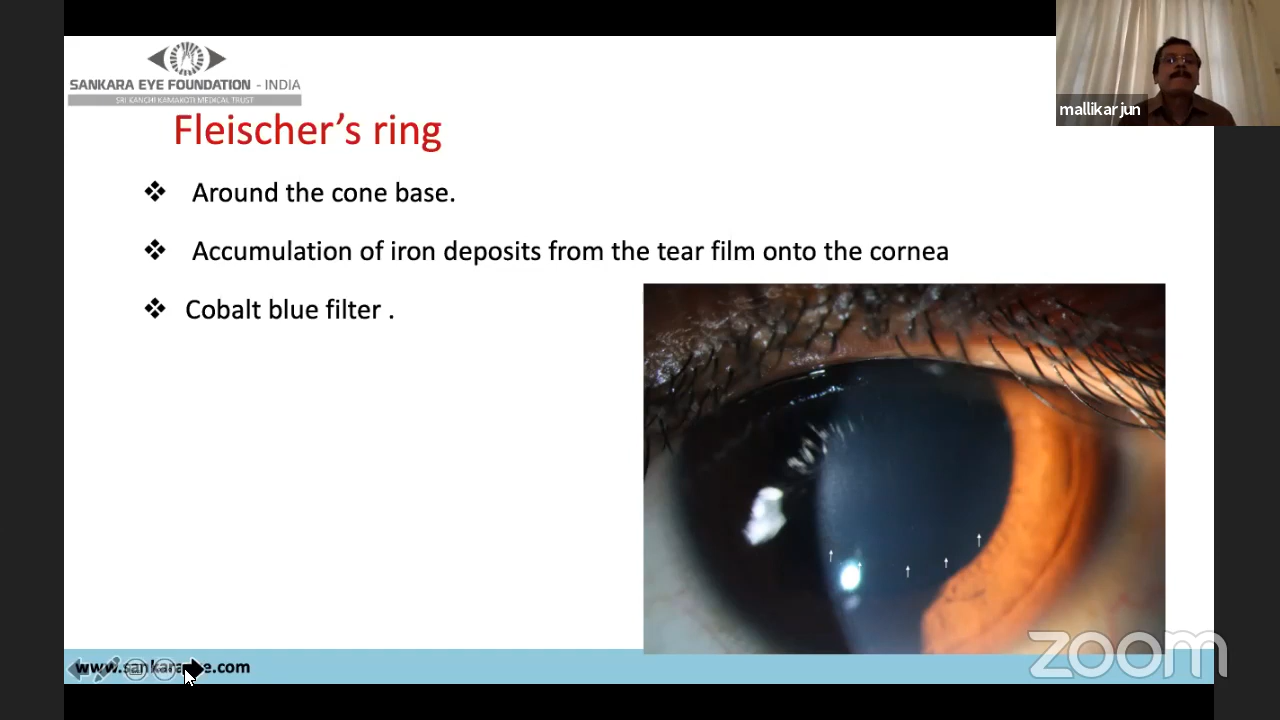 SANKARA EYE FOUNDATION - INDIA
SRI KANCHI KAMAKOTI MEDICAL TRUST
mallikarjun
Fleischer's ring
❖ Around the cone base.
❖ Accumulation of iron deposits from the tear film onto the cornea
❖ Cobalt blue filter .
www.sankaraeye.com
zoom